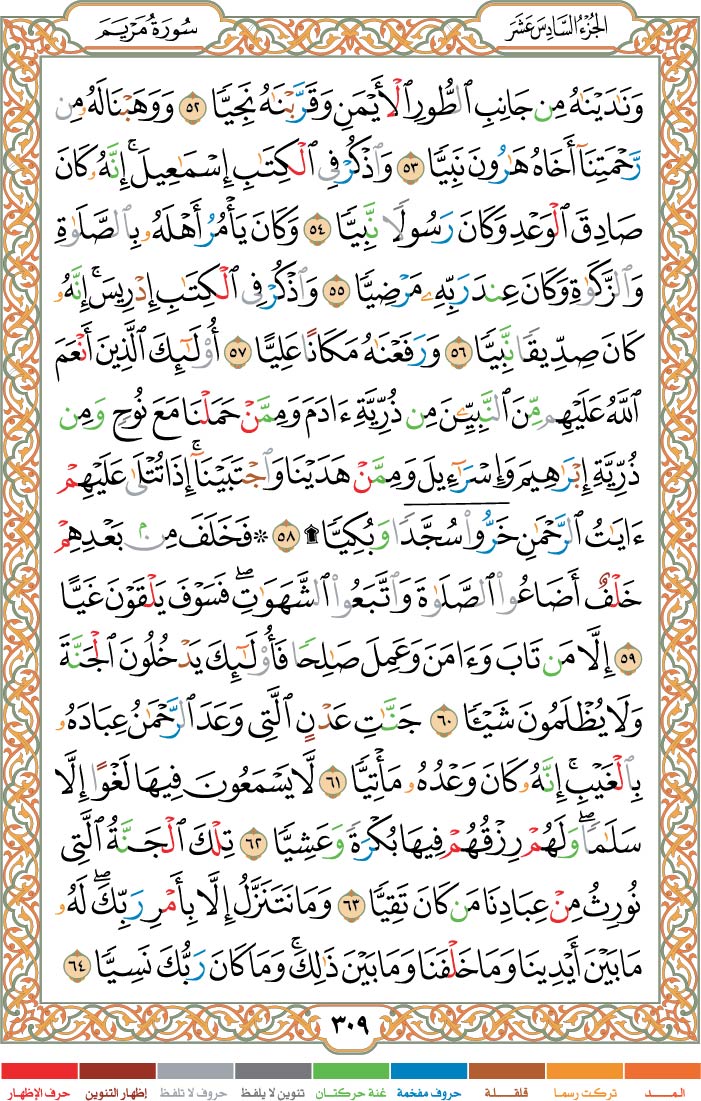 الجزء السادس عشر
سورة مريم
وَنَٰدَيْنَٰهُ مِن جَانِبِ ٱلطُّورِ ٱلْأَيْمَنِ وَقَرَّبْنَٰهُ نَجِيًّا ٥٢ وَوَهَبْنَا لَهُۥ مِن
رَّحْمَتِنَآ أَخَاهُ هَٰرُونَ نَبِيًّا ٥٣ وَٱذْكُرْ فِى ٱلْكِتَٰبِ إِسْمَٰعِيلَ ۚ إِنَّهُۥ كَانَ
صَادِقَ ٱلْوَعْدِ وَكَانَ رَسُولًا نَّبِيًّا ٥٤ وَكَانَ يَأْمُرُ أَهْلَهُۥ بِٱلصَّلَوٰةِ
وَٱلزَّكَوٰةِ وَكَانَ عِندَ رَبِّهِۦ مَرْضِيًّا ٥٥ وَٱذْكُرْ فِى ٱلْكِتَٰبِ إِدْرِيسَ ۚ إِنَّهُۥ
كَانَ صِدِّيقًا نَّبِيًّا ٥٦ وَرَفَعْنَٰهُ مَكَانًا عَلِيًّا ٥٧ أُو۟لَٰٓئِكَ ٱلَّذِينَ أَنْعَمَ
ٱللَّهُ عَلَيْهِم مِّنَ ٱلنَّبِيِّۦنَ مِن ذُرِّيَّةِ ءَادَمَ وَمِمَّنْ حَمَلْنَا مَعَ نُوحٍ وَمِن
ذُرِّيَّةِ إِبْرَٰهِيمَ وَإِسْرَٰٓءِيلَ وَمِمَّنْ هَدَيْنَا وَٱجْتَبَيْنَآ ۚ إِذَا تُتْلَىٰ عَلَيْهِمْ
ءَايَٰتُ ٱلرَّحْمَٰنِ خَرُّوا۟ سُجَّدًا وَبُكِيًّا ۩ ٥٨ ۞ فَخَلَفَ مِنۢ بَعْدِهِمْ
خَلْفٌ أَضَاعُوا۟ ٱلصَّلَوٰةَ وَٱتَّبَعُوا۟ ٱلشَّهَوَٰتِ ۖ فَسَوْفَ يَلْقَوْنَ غَيًّا
٥٩ إِلَّا مَن تَابَ وَءَامَنَ وَعَمِلَ صَٰلِحًا فَأُو۟لَٰٓئِكَ يَدْخُلُونَ ٱلْجَنَّةَ
وَلَا يُظْلَمُونَ شَيْـًٔا ٦٠ جَنَّٰتِ عَدْنٍ ٱلَّتِى وَعَدَ ٱلرَّحْمَٰنُ عِبَادَهُۥ
بِٱلْغَيْبِ ۚ إِنَّهُۥ كَانَ وَعْدُهُۥ مَأْتِيًّا ٦١ لَّا يَسْمَعُونَ فِيهَا لَغْوًا إِلَّا
سَلَٰمًا ۖ وَلَهُمْ رِزْقُهُمْ فِيهَا بُكْرَةً وَعَشِيًّا ٦٢ تِلْكَ ٱلْجَنَّةُ ٱلَّتِى
نُورِثُ مِنْ عِبَادِنَا مَن كَانَ تَقِيًّا ٦٣ وَمَا نَتَنَزَّلُ إِلَّا بِأَمْرِ رَبِّكَ ۖ لَهُۥ
مَا بَيْنَ أَيْدِينَا وَمَا خَلْفَنَا وَمَا بَيْنَ ذَٰلِكَ ۚ وَمَا كَانَ رَبُّكَ نَسِيًّا ٦٤
٣٠٩
المــد تركت رسما قلقـلة حروف مفخمة غنة حركتان تنوين لا يلفظ حروف لا تلفظ إظهار التنوين حرف الإظهار